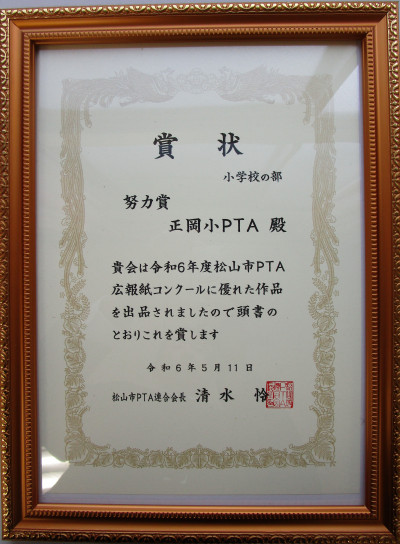 賞状
小学校の部
努力賞
正岡小PTA 殿
貴会は令和6年度松山市PTA
広報紙コンクールに優れた作品
を出品されましたので頭書の
とおりこれを賞します
令和6年5月11日
松山市PTA連合会長 清水 怜